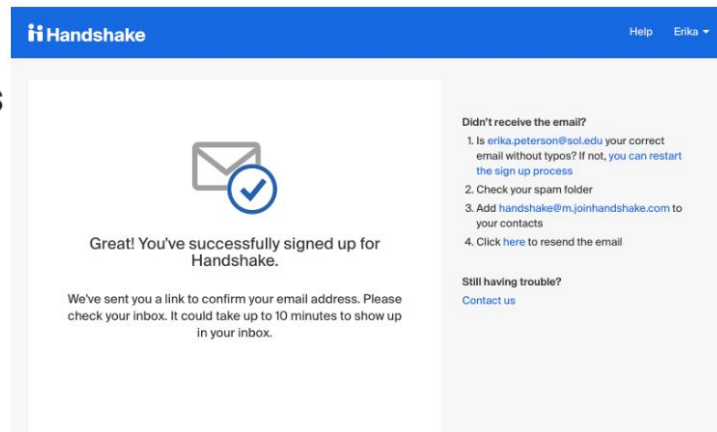 Handshake
Help Erika
Great! You've successfully signed up for
Handshake.
We've sent you a link to confirm your email address. Please
check your inbox. It could take up to 10 minutes to show up
in your inbox.
Didn't receive the email?
1. Is erika.peterson@sol.edu your correct
email without typos? If not, you can restart
the sign up process
2. Check your spam folder
3. Add handshake@m.joinhandshake.com to
your contacts
4. Click here to resend the email
Still having trouble?
Contact us